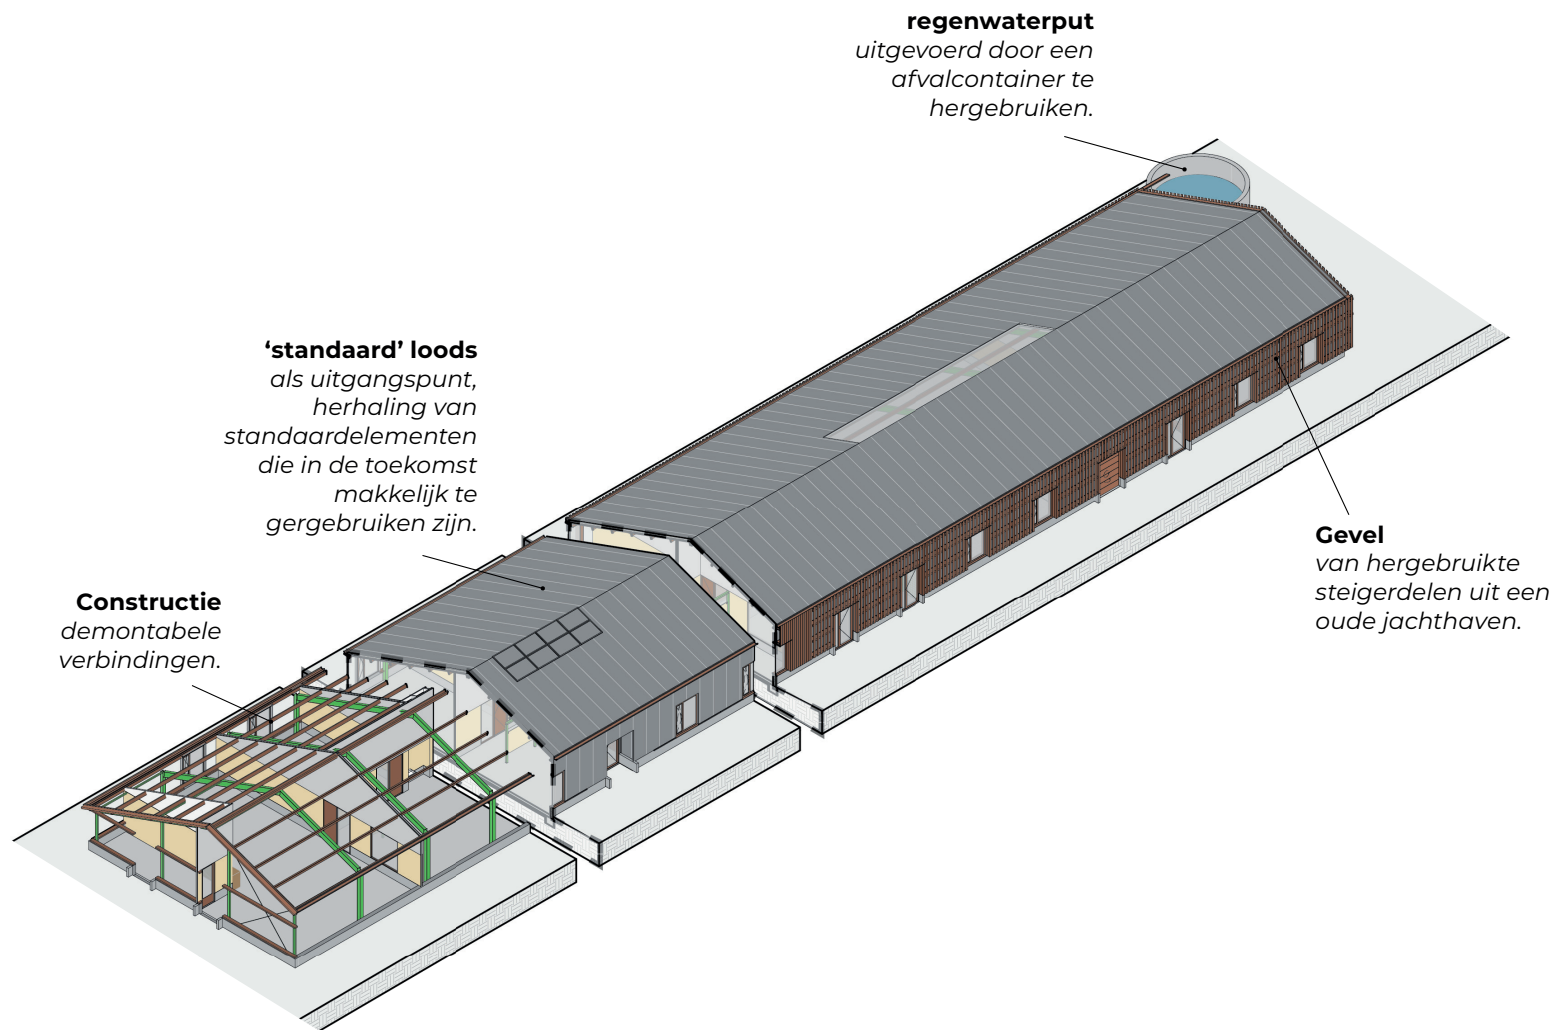 regenwaterput
uitgevoerd door een
afvalcontainer te
hergebruiken.
‘standaard’ loods
als uitgangspunt,
herhaling van
standaardelementen
die in de toekomst
makkelijk te
gergebruiken zijn.
Gevel
van hergebruikte
steigerdelen uit een
oude jachthaven.
Constructie
demontabele
verbindingen.